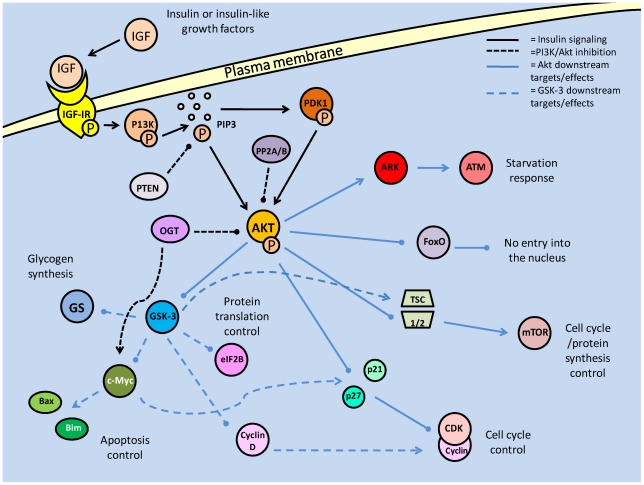 Insulin or insulin-like
growth factors
IGF
IGF
= Insulin signaling
=PI3K/Akt inhibition
= Akt downstream
targets/effects
= GSK-3 downstream
targets/effects
Plasma membrane
IGF-IR
P
P13K
P
PIP3
P
PDK1
P
PP2A/B
PTEN
ARK
ATM
Starvation
response
OGT
AKT
P
FoxO
No entry into
the nucleus
Glycogen
synthesis
GS
GSK-3
Protein
translation
control
eIF2B
TSC
1/2
mTOR
Cell cycle
/protein
synthesis
control
c-Myc
p21
p27
Bax
Bim
Apoptosis
control
Cyclin
D
CDK
Cyclin
Cell cycle
control